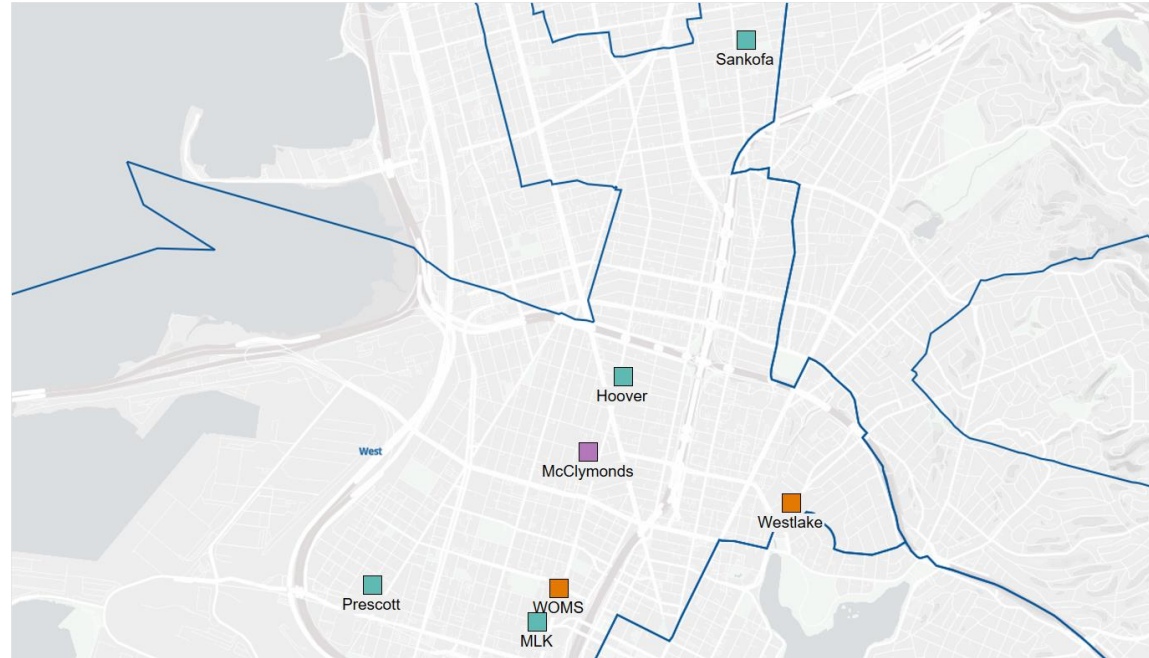 Sankofa
Hoover
West
McClymonds
Westlake
Prescott
WOMS
MLK